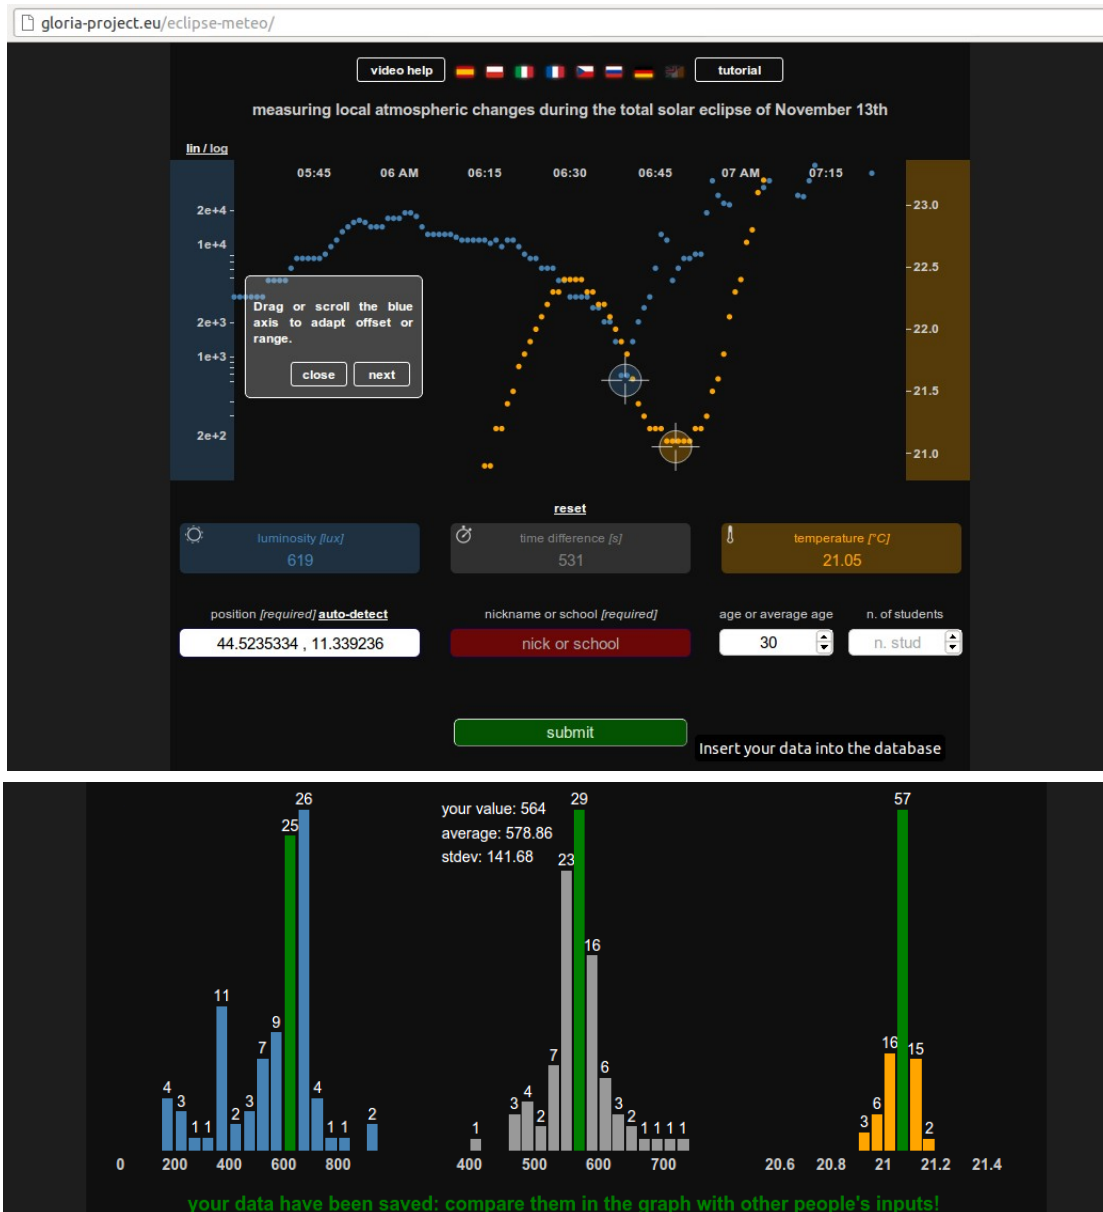 gloria-project.eu/eclipse-meteo/
video help
tutorial
measuring local atmospheric changes during the total solar eclipse of November 13th
lin / log
05:45 06 AM 06:15 06:30 06:45 07 AM 07:15
2e+4
1e+4
2e+3
1e+3
2e+2
23.0
22.5
22.0
21.5
21.0
Drag or scroll the blue
axis to adapt offset or
range.
close next
reset
luminosity [lux]
619
time difference [s]
531
temperature [°C]
21.05
position [required] auto-detect
44.5235334 , 11.339236
nickname or school [required]
nick or school
age or average age
30
n. of students
n. stud
submit
Insert your data into the database
your value: 564
average: 578.86
stdev: 141.68
4 3 1 1 11 2 3 7 9 25 26 4 1 1 2
1 3 4 2 7 23 29 16 6 3 2 1 1 1 1
3 6 16 57 15 2
0 200 400 600 800
400 500 600 700
20.6 20.8 21 21.2 21.4
your data have been saved: compare them in the graph with other people's inputs!